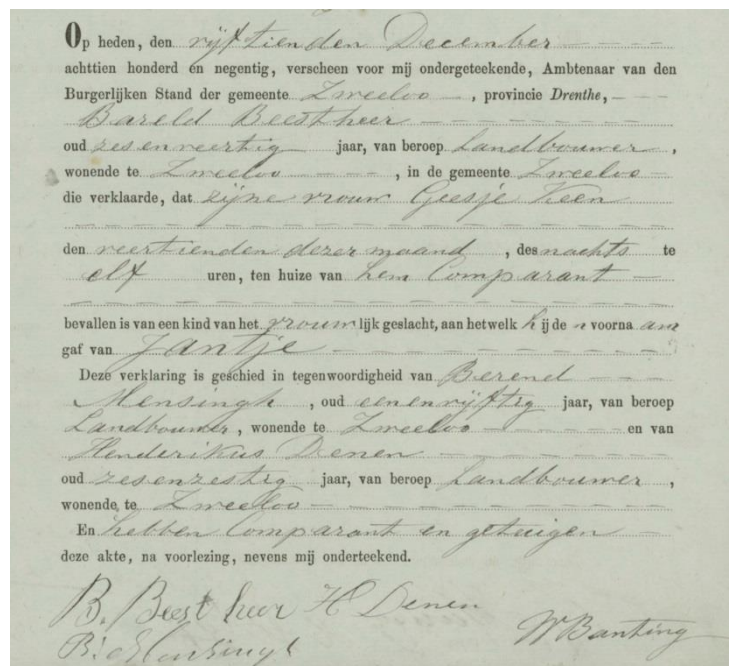 Op heden, den vijftienden December
achttien honderd en negentig, verscheen voor mij ondergeteekende, Ambtenaar van den
Burgerlijken Stand der gemeente Zweeloo, provincie Drenthe,
Bareld Beestheer
oud zesenveertig jaar, van beroep Landbouwer,
wonende te Zweeloo, in de gemeente Zweeloo
die verklaarde, dat zijne vrouw Geesje Keen
den veertienden dezer maand, des nachts te
elf uren, ten huize van hem Comparant
bevallen is van een kind van het vrouwlijk geslacht, aan hetwelk hij de n voornaam
gaf van Jantje
Deze verklaring is geschied in tegenwoordigheid van Berend
Mensingh, oud eenenvijftig jaar, van beroep
Landbouwer, wonende te Zweeloo en van
Henderikus Denen
oud zesenzestig jaar, van beroep Landbouwer,
wonende te Zweeloo
En hebben Comparant en getuigen
deze akte, na voorlezing, nevens mij onderteekend.
B. Beestheer H Denen
B. Mensingh WBanting